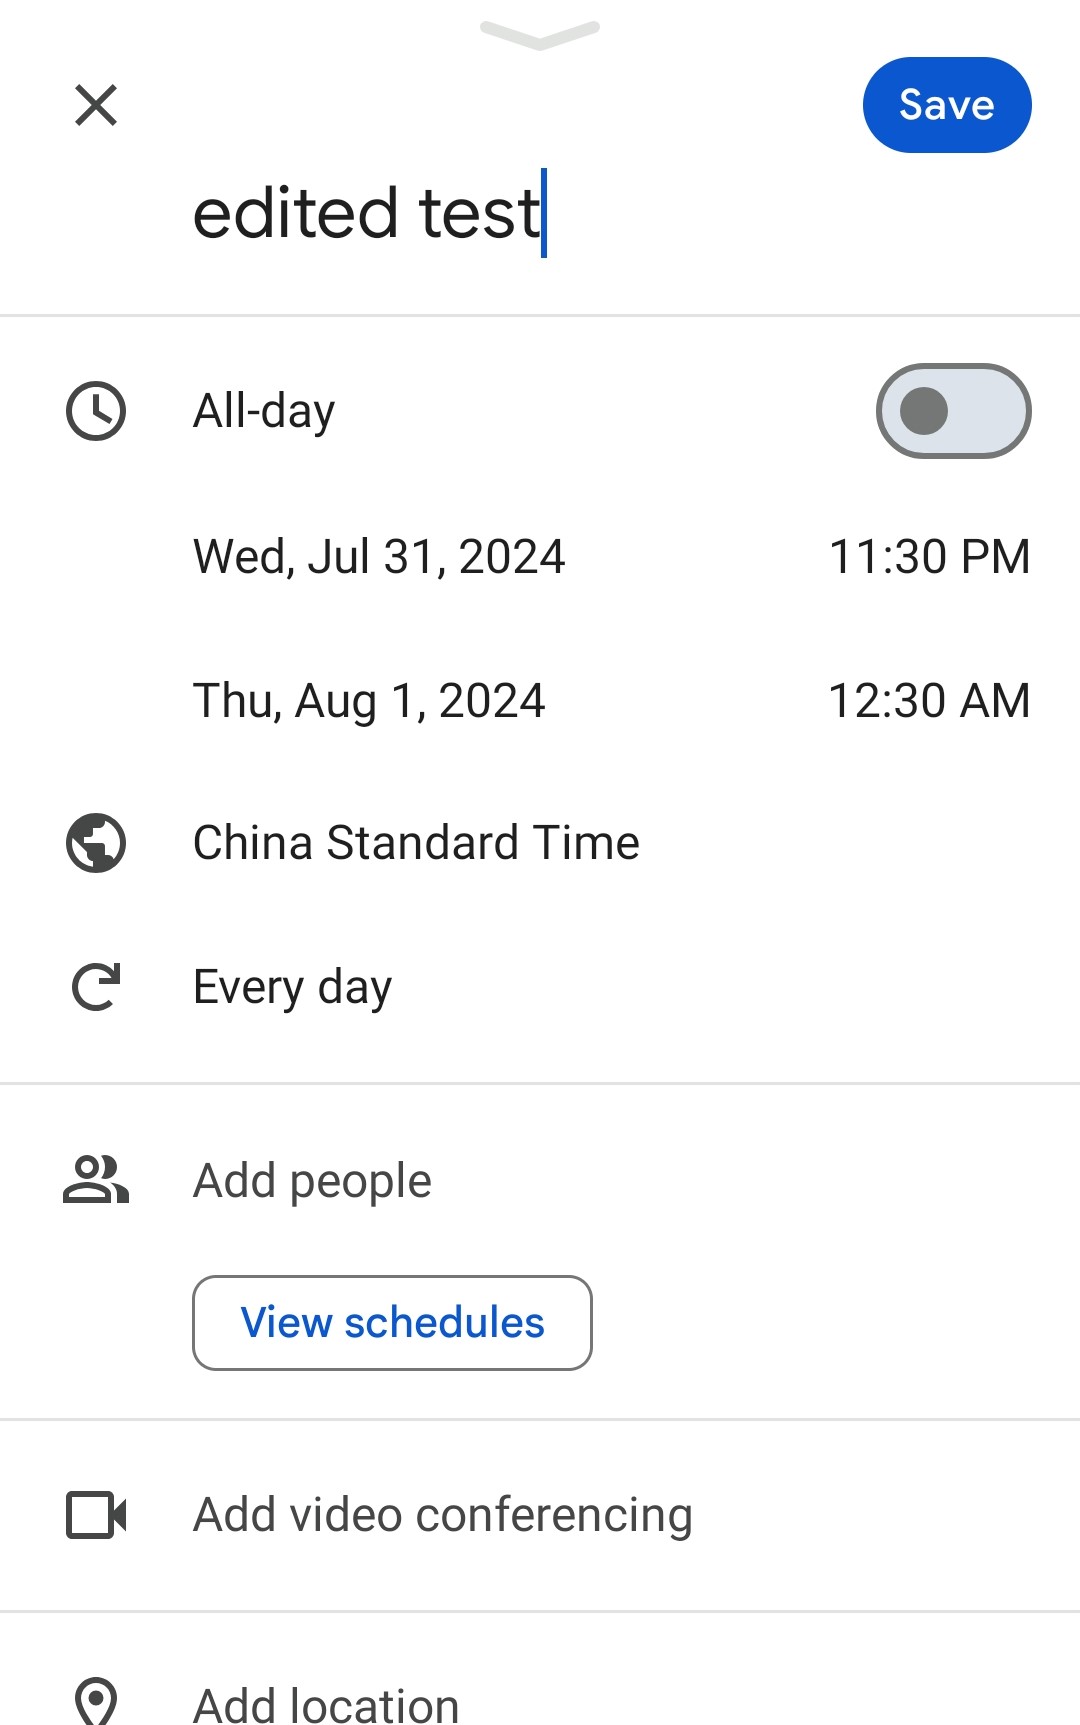 Save
edited test
All-day
Wed, Jul 31, 2024 11:30 PM
Thu, Aug 1, 2024 12:30 AM
China Standard Time
Every day
Add people
View schedules
Add video conferencing
Add location